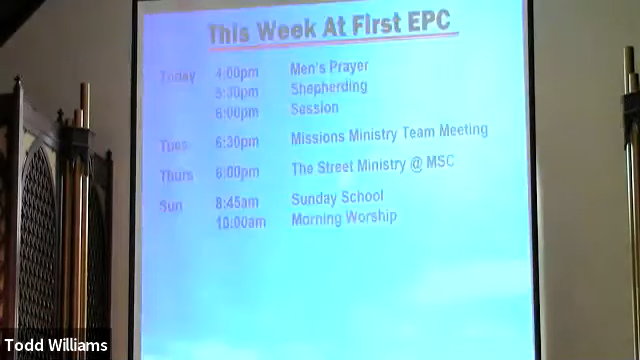 This Week At First EPC
Today 4:00pm Men's Prayer
5:30pm Shepherding
6:00pm Session
Tues 6:30pm Missions Ministry Team Meeting
Thurs 6:00pm The Street Ministry @ MSC
Sun 8:45am Sunday School
10:00am Morning Worship
Todd Williams